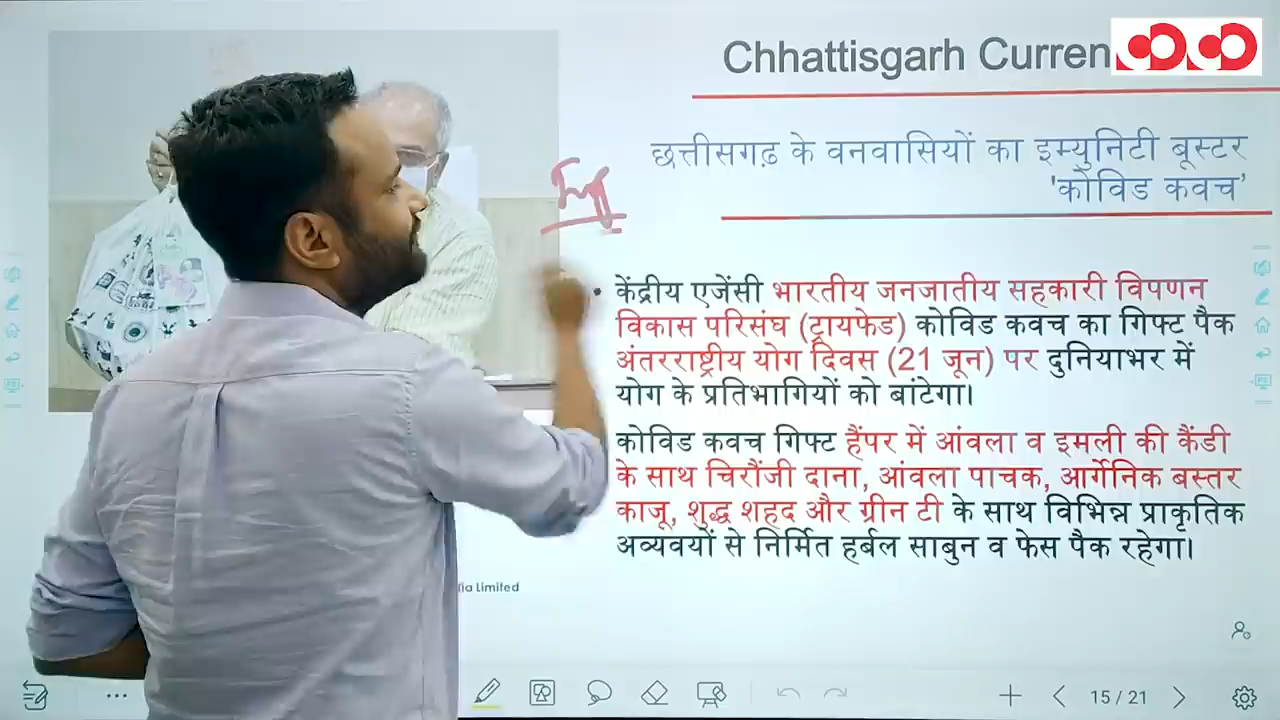 Chhattisgarh Curren
छत्तीसगढ़ के वनवासियों का इम्युनिटी बूस्टर
'कोविड कवच'
Imp
• केंद्रीय एजेंसी भारतीय जनजातीय सहकारी विपणन
विकास परिसंघ (ट्रायफेड) कोविड कवच का गिफ्ट पैक
अंतरराष्ट्रीय योग दिवस (21 जून) पर दुनियाभर में
योग के प्रतिभागियों को बांटेगा।
कोविड कवच गिफ्ट हैंपर में आंवला व इमली की कैंडी
के साथ चिरौंजी दाना, आंवला पाचक, आर्गेनिक बस्तर
काजू, शुद्ध शहद और ग्रीन टी के साथ विभिन्न प्राकृतिक
अव्यवयों से निर्मित हर्बल साबुन व फेस पैक रहेगा।
Limited
15 / 21